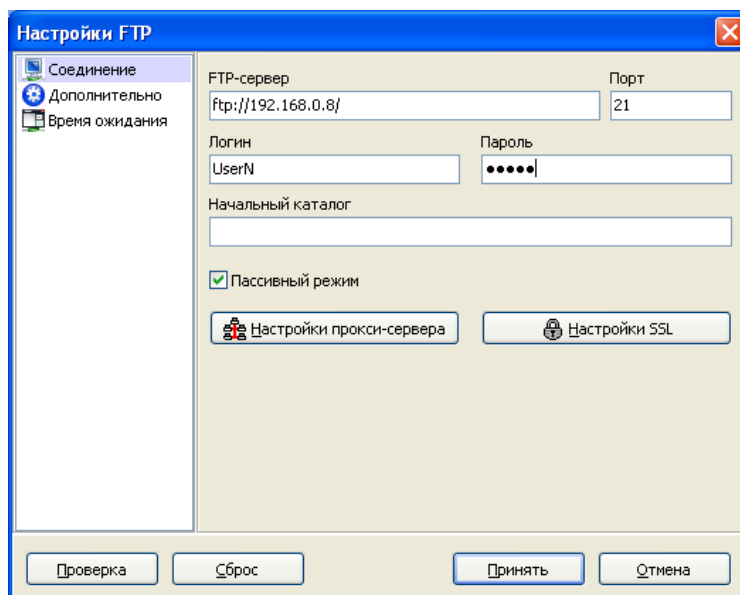 Настройки FTP
Соединение
Дополнительно
Время ожидания
FTP-сервер Порт
ftp://192.168.0.8/ 21
Логин Пароль
UserN ●●●●●
Начальный каталог
Пассивный режим
Настройки прокси-сервера Настройки SSL
Проверка Сброс Принять Отмена